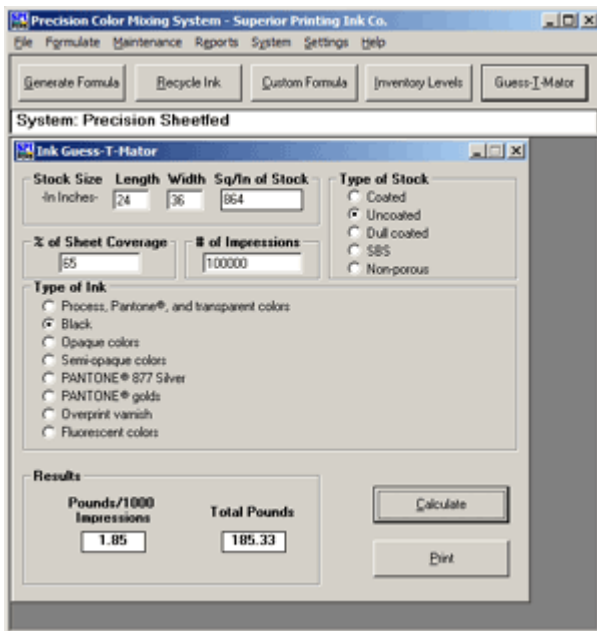 Precision Color Mixing System - Superior Printing Ink Co.
File Formulate Maintenance Reports System Settings Help
Generate Formula Recycle Ink Custom Formula Inventory Levels Guess-T-Mator
System: Precision Sheetfed
Ink Guess-T-Mator
Stock Size Length Width Sq/In of Stock
-In Inches- 24 36 864
Type of Stock
Coated
Uncoated
Dull coated
SBS
Non-porous
% of Sheet Coverage # of Impressions
65 100000
Type of Ink
Process, Pantone®, and transparent colors
Black
Opaque colors
Semi-opaque colors
PANTONE® 877 Silver
PANTONE® golds
Overprint varnish
Fluorescent colors
Results
Pounds/1000
Impressions
Total Pounds
1.85 185.33
Calculate
Print